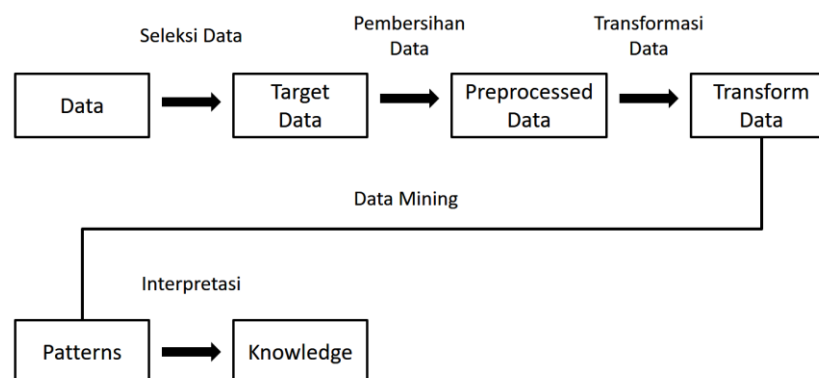 Seleksi Data
Pembersihan
Data
Transformasi
Data
Data
Target
Data
Preprocessed
Data
Transform
Data
Data Mining
Interpretasi
Patterns
Knowledge